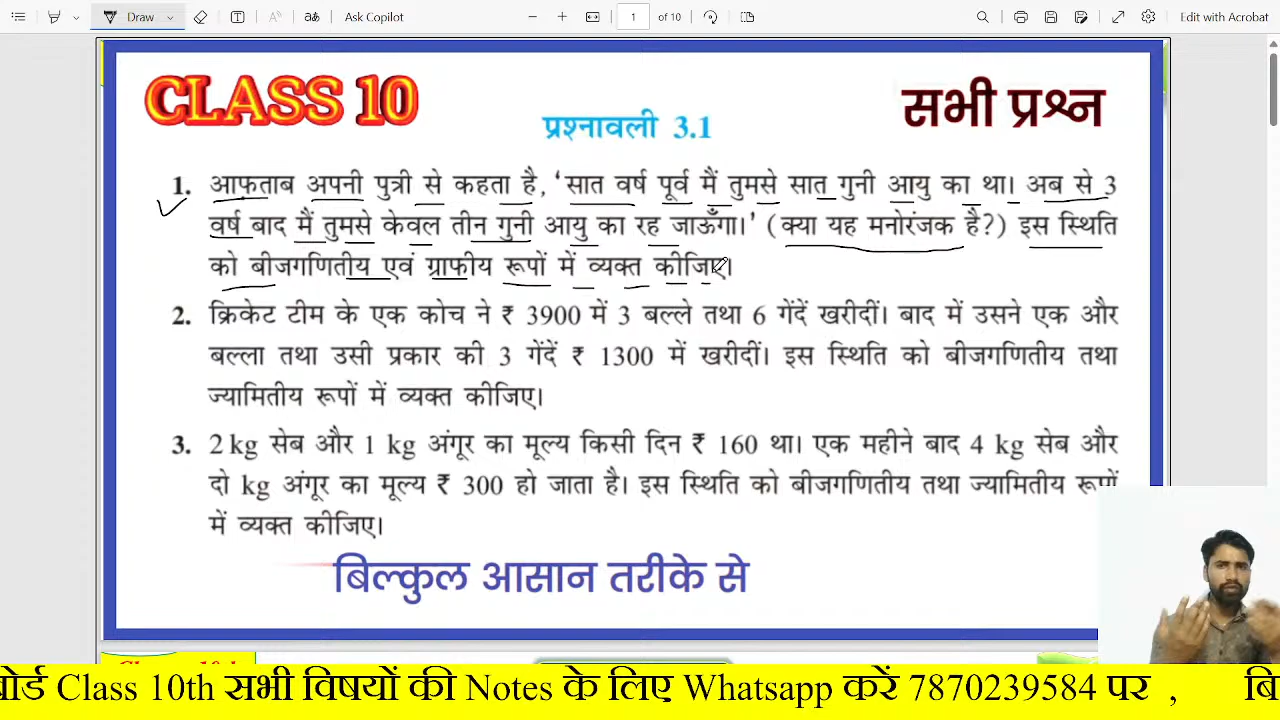 Draw
Ask Copilot
1 of 10
Edit with Acrobat
CLASS 10
सभी प्रश्न
प्रश्नावली 3.1
1. आफताब अपनी पुत्री से कहता है, ‘सात वर्ष पूर्व मैं तुमसे सात गुनी आयु का था। अब से 3
वर्ष बाद मैं तुमसे केवल तीन गुनी आयु का रह जाऊँगा।’ (क्या यह मनोरंजक है?) इस स्थिति
को बीजगणितीय एवं ग्राफीय रूपों में व्यक्त कीजिए।
2. क्रिकेट टीम के एक कोच ने ₹ 3900 में 3 बल्ले तथा 6 गेंदें खरीदीं। बाद में उसने एक और
बल्ला तथा उसी प्रकार की 3 गेंदें ₹ 1300 में खरीदीं। इस स्थिति को बीजगणितीय तथा
ज्यामितीय रूपों में व्यक्त कीजिए।
3. 2 kg सेब और 1 kg अंगूर का मूल्य किसी दिन ₹ 160 था। एक महीने बाद 4 kg सेब और
दो kg अंगूर का मूल्य ₹ 300 हो जाता है। इस स्थिति को बीजगणितीय तथा ज्यामितीय रूपों
में व्यक्त कीजिए।
बिल्कुल आसान तरीके से
बोर्ड Class 10th सभी विषयों की Notes के लिए Whatsapp करें 7870239584 पर , बि